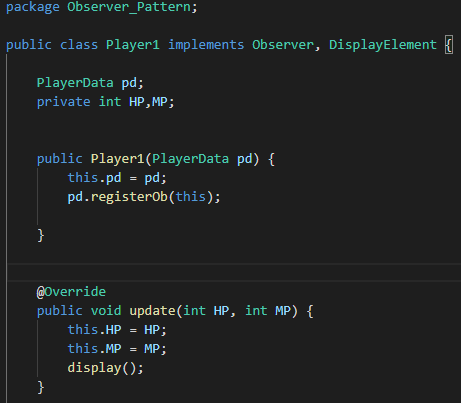 package Observer_Pattern;
public class Player1 implements Observer, DisplayElement {
PlayerData pd;
private int HP,MP;
public Player1(PlayerData pd) {
this.pd = pd;
pd.registerOb(this);
}
@Override
public void update(int HP, int MP) {
this.HP = HP;
this.MP = MP;
display();
}